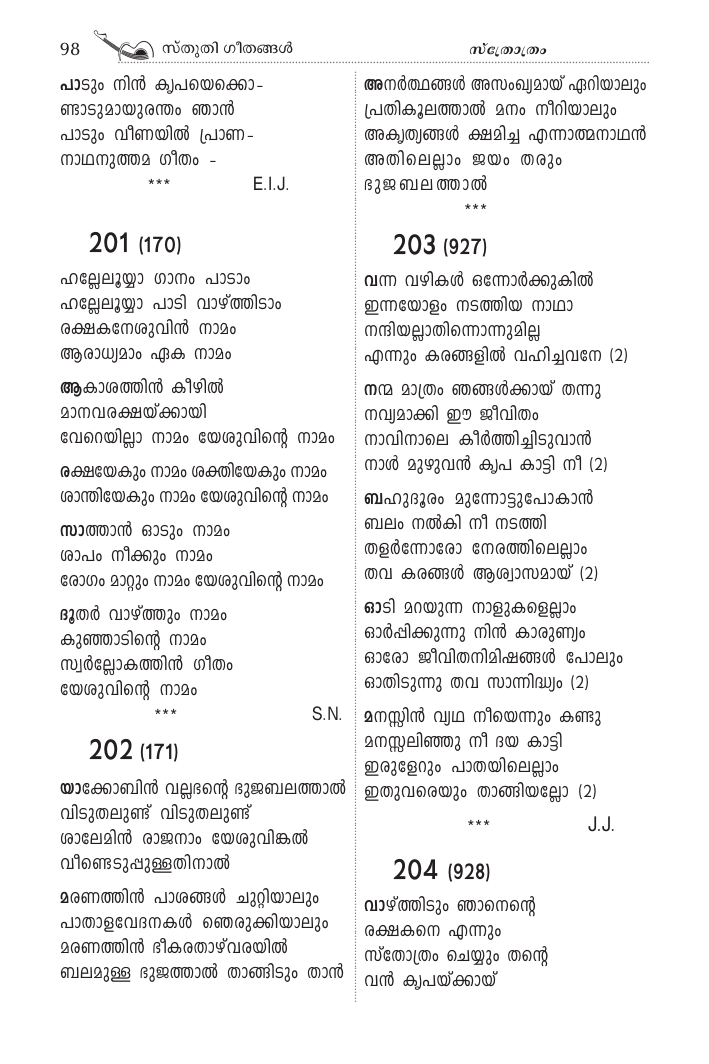 98 സ്തുതി ഗീതങ്ങൾ സ്ത്രോത്രം
പാടും നിൻ കൃപയെക്കൊ-
ണ്ടാടുമായുരന്തം ഞാൻ
പാടും വീണയിൽ പ്രാണ-
നാഥനുത്തമ ഗീതം -
*** E.I.J.
201 (170)
ഹല്ലേലൂയ്യാ ഗാനം പാടാം
ഹല്ലേലൂയ്യാ പാടി വാഴ്ത്തിടാം
രക്ഷകനേശുവിൻ നാമം
ആരാധ്യമാം ഏക നാമം
ആകാശത്തിൻ കീഴിൽ
മാനവരക്ഷയ്ക്കായി
വേറെയില്ലാ നാമം യേശുവിന്റെ നാമം
രക്ഷയേകും നാമം ശക്തിയേകും നാമം
ശാന്തിയേകും നാമം യേശുവിന്റെ നാമം
സാത്താൻ ഓടും നാമം
ശാപം നീക്കും നാമം
രോഗം മാറ്റും നാമം യേശുവിന്റെ നാമം
ദൂതർ വാഴ്ത്തും നാമം
കുഞ്ഞാടിന്റെ നാമം
സ്വർല്ലോകത്തിൻ ഗീതം
യേശുവിന്റെ നാമം
*** S.N.
202 (171)
യാക്കോബിൻ വല്ലഭന്റെ ഭുജബലത്താൽ
വിടുതലുണ്ട് വിടുതലുണ്ട്
ശാലേമിൻ രാജനാം യേശുവിങ്കൽ
വീണ്ടെടുപ്പുള്ളതിനാൽ
മരണത്തിൻ പാശങ്ങൾ ചുറ്റിയാലും
പാതാളവേദനകൾ ഞെരുക്കിയാലും
മരണത്തിൻ ഭീകരതാഴ്വരയിൽ
ബലമുള്ള ഭുജത്താൽ താങ്ങിടും താൻ
അനർത്ഥങ്ങൾ അസംഖ്യമായ് ഏറിയാലും
പ്രതികൂലത്താൽ മനം നീറിയാലും
അകൃത്യങ്ങൾ ക്ഷമിച്ച എന്നാത്മനാഥൻ
അതിലെല്ലാം ജയം തരും
ഭുജബലത്താൽ
***
203 (927)
വന്ന വഴികൾ ഒന്നോർക്കുകിൽ
ഇന്നയോളം നടത്തിയ നാഥാ
നന്ദിയല്ലാതിന്നൊന്നുമില്ല
എന്നും കരങ്ങളിൽ വഹിച്ചവനേ (2)
നന്മ മാത്രം ഞങ്ങൾക്കായ് തന്നു
നവ്യമാക്കി ഈ ജീവിതം
നാവിനാലെ കീർത്തിച്ചിടുവാൻ
നാൾ മുഴുവൻ കൃപ കാട്ടി നീ (2)
ബഹുദൂരം മുന്നോട്ടുപോകാൻ
ബലം നൽകി നീ നടത്തി
തളർന്നോരോ നേരത്തിലെല്ലാം
തവ കരങ്ങൾ ആശ്വാസമായ് (2)
ഓടി മറയുന്ന നാളുകളെല്ലാം
ഓർപ്പിക്കുന്നു നിൻ കാരുണ്യം
ഓരോ ജീവിതനിമിഷങ്ങൾ പോലും
ഓതിടുന്നു തവ സാന്നിദ്ധ്യം (2)
മനസ്സിൻ വ്യഥ നീയെന്നും കണ്ടു
മനസ്സലിഞ്ഞു നീ ദയ കാട്ടി
ഇരുളേറും പാതയിലെല്ലാം
ഇതുവരെയും താങ്ങിയല്ലോ (2)
*** J.J.
204 (928)
വാഴ്ത്തിടും ഞാനെന്റെ
രക്ഷകനെ എന്നും
സ്തോത്രം ചെയ്യും തന്റെ
വൻ കൃപയ്ക്കായ്